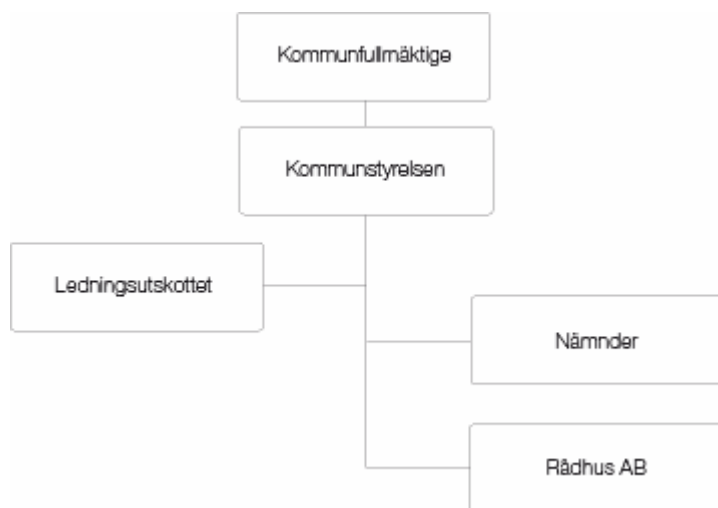 Kommunfullmäktige
Kommunstyrelsen
Ledningsutskottet
Nämnder
Rådhus AB